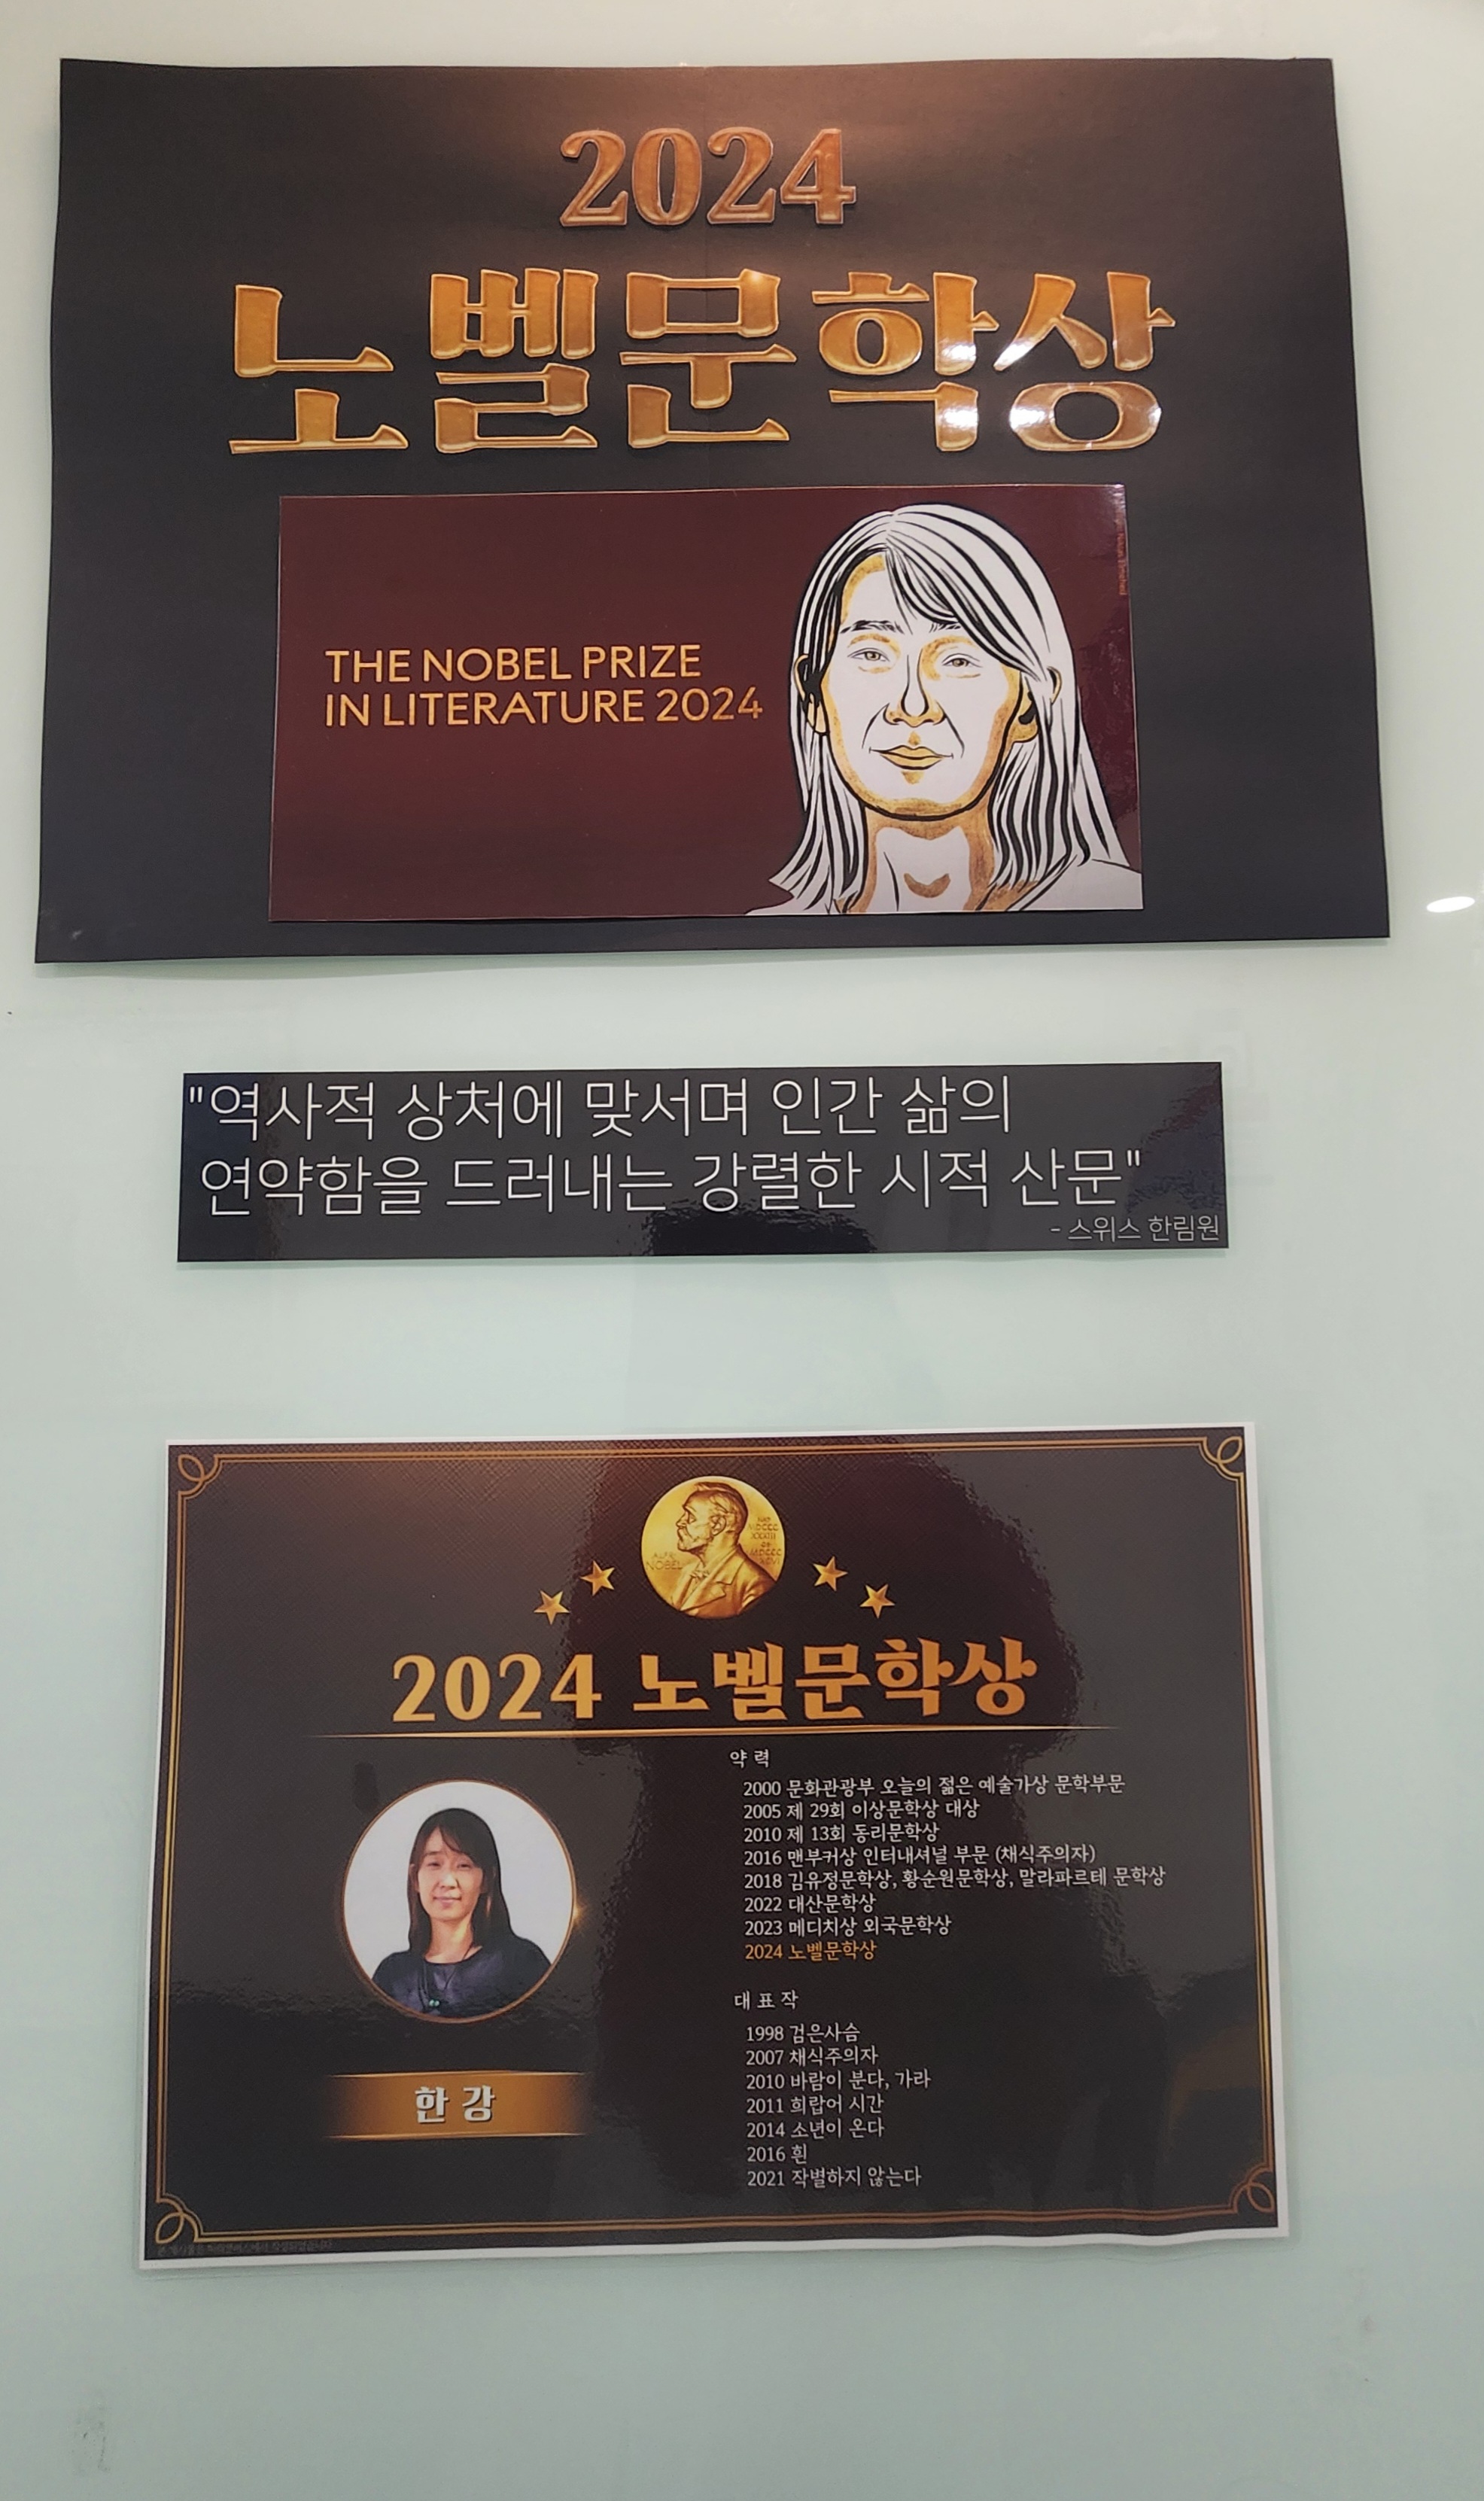 2024
노벨문학상
THE NOBEL PRIZE
IN LITERATURE 2024
"역사적 상처에 맞서며 인간 삶의
연약함을 드러내는 강렬한 시적 산문"
- 스위스 한림원
NOBEL
2024 노벨문학상
약 력
2000 문화관광부 오늘의 젊은 예술가상 문학부문
2005 제 29회 이상문학상 대상
2010 제 13회 동리문학상
2016 맨부커상 인터내셔널 부문 (채식주의자)
2018 김유정문학상, 황순원문학상, 말라파르테 문학상
2022 대산문학상
2023 메디치상 외국문학상
2024 노벨문학상
한 강
대 표 작
1998 검은사슴
2007 채식주의자
2010 바람이 분다, 가라
2011 희랍어 시간
2014 소년이 온다
2016 흰
2021 작별하지 않는다